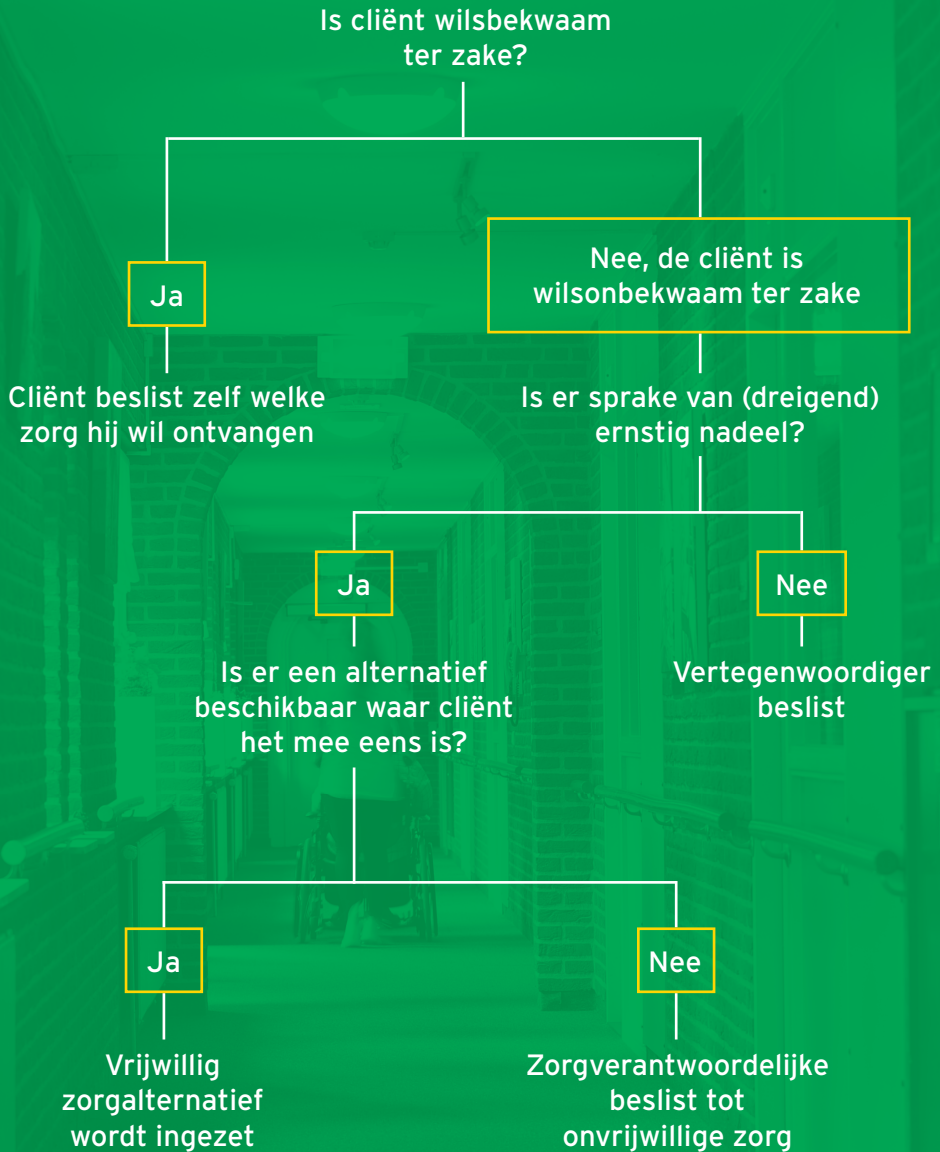 Is cliënt wilsbekwaam
ter zake?
Ja
Nee, de cliënt is
wilsonbekwaam ter zake
Cliënt beslist zelf welke
zorg hij wil ontvangen
Is er sprake van (dreigend)
ernstig nadeel?
Ja
Nee
Is er een alternatief
beschikbaar waar cliënt
het mee eens is?
Vertegenwoordiger
beslist
Ja
Nee
Vrijwillig
zorgalternatief
wordt ingezet
Zorgverantwoordelijke
beslist tot
onvrijwillige zorg